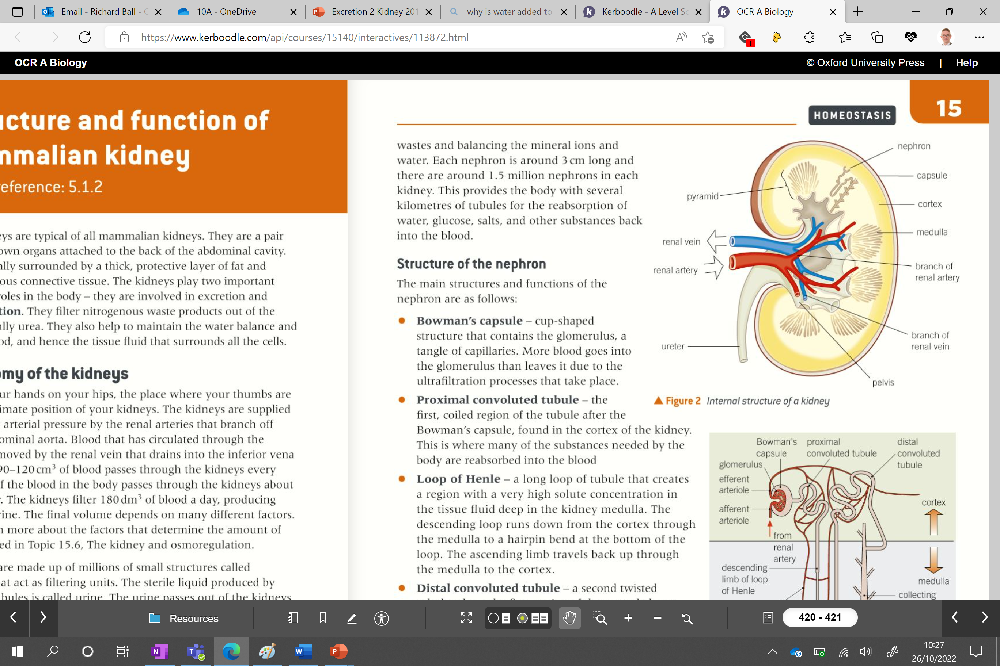 Email - Richard Ball - C
10A - OneDrive
Excretion 2 Kidney 201
why is water added to
Kerboodle - A Level Sc
OCR A Biology
https://www.kerboodle.com/api/courses/15140/interactives/113872.html
OCR A Biology
© Oxford University Press | Help
ucture and function of
mmalian kidney
reference: 5.1.2
eys are typical of all mammalian kidneys. They are a pair
own organs attached to the back of the abdominal cavity.
ally surrounded by a thick, protective layer of fat and
ous connective tissue. The kidneys play two important
roles in the body – they are involved in excretion and
tion. They filter nitrogenous waste products out of the
ally urea. They also help to maintain the water balance and
od, and hence the tissue fluid that surrounds all the cells.
omy of the kidneys
ur hands on your hips, the place where your thumbs are
imate position of your kidneys. The kidneys are supplied
t arterial pressure by the renal arteries that branch off
ominal aorta. Blood that has circulated through the
moved by the renal vein that drains into the inferior vena
90–120 cm³ of blood passes through the kidneys every
f the blood in the body passes through the kidneys about
r. The kidneys filter 180 dm³ of blood a day, producing
rine. The final volume depends on many different factors.
n more about the factors that determine the amount of
ed in Topic 15.6, The kidney and osmoregulation.
are made up of millions of small structures called
at act as filtering units. The sterile liquid produced by
bules is called urine. The urine passes out of the kidneys
HOMEOSTASIS
15
wastes and balancing the mineral ions and
water. Each nephron is around 3 cm long and
there are around 1.5 million nephrons in each
kidney. This provides the body with several
kilometres of tubules for the reabsorption of
water, glucose, salts, and other substances back
into the blood.
Structure of the nephron
The main structures and functions of the
nephron are as follows:
● Bowman's capsule – cup-shaped
structure that contains the glomerulus, a
tangle of capillaries. More blood goes into
the glomerulus than leaves it due to the
ultrafiltration processes that take place.
● Proximal convoluted tubule – the
first, coiled region of the tubule after the
Bowman's capsule, found in the cortex of the kidney.
This is where many of the substances needed by the
body are reabsorbed into the blood
● Loop of Henle – a long loop of tubule that creates
a region with a very high solute concentration in
the tissue fluid deep in the kidney medulla. The
descending loop runs down from the cortex through
the medulla to a hairpin bend at the bottom of the
loop. The ascending limb travels back up through
the medulla to the cortex.
● Distal convoluted tubule – a second twisted
nephron
capsule
pyramid
cortex
medulla
renal vein
renal artery
branch of
renal artery
branch of
renal vein
ureter
pelvis
▲ Figure 2 Internal structure of a kidney
Bowman's
capsule
proximal
convoluted tubule
distal
convoluted
tubule
glomerulus
efferent
arteriole
afferent
arteriole
from
renal
artery
cortex
descending
limb of loop
of Henle
medulla
collecting
Resources
420 - 421
10:27
26/10/2022